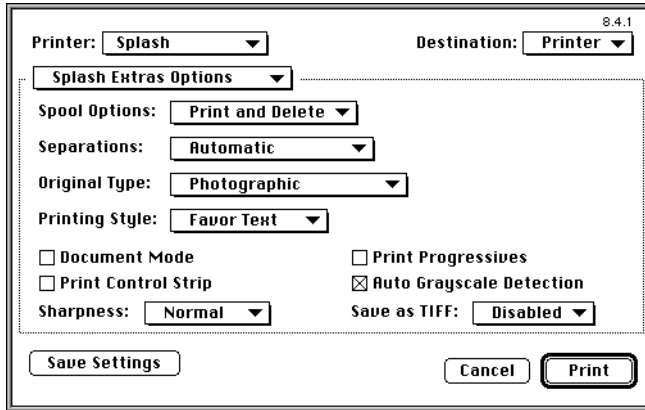 8.4.1
Printer: Splash Destination: Printer
Splash Extras Options
Spool Options: Print and Delete
Separations: Automatic
Original Type: Photographic
Printing Style: Favor Text
Document Mode Print Progressives
Print Control Strip Auto Grayscale Detection
Sharpness: Normal Save as TIFF: Disabled
Save Settings Cancel Print